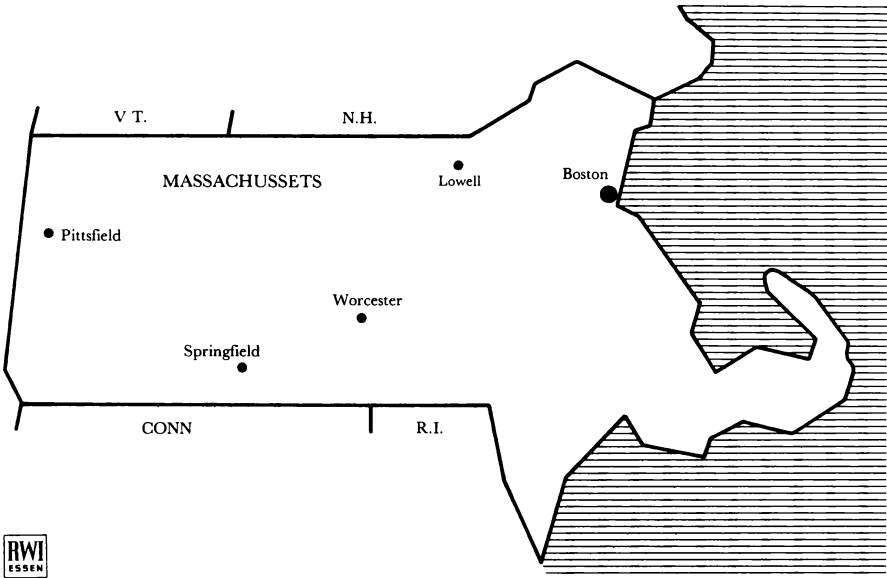 V T.
N.H.
MASSACHUSSETS
Lowell
Boston
Pittsfield
Worcester
Springfield
CONN
R.I.
RWI
ESSEN